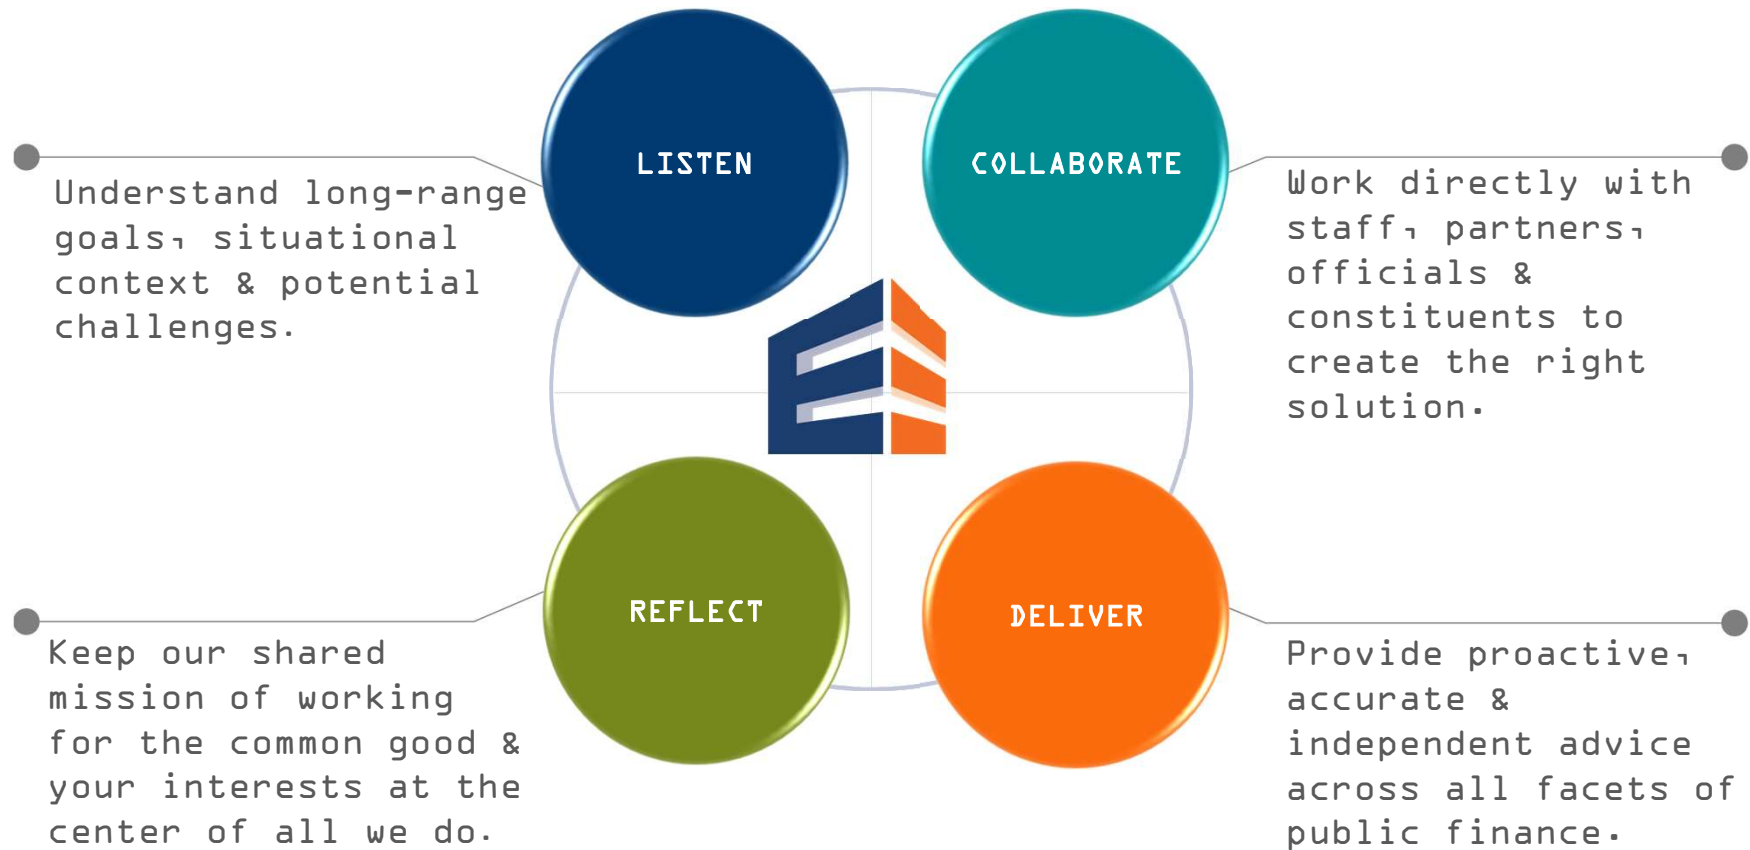 LISTEN
Understand long-range
goals, situational
context & potential
challenges.
COLLABORATE
Work directly with
staff, partners,
officials &
constituents to
create the right
solution.
REFLECT
Keep our shared
mission of working
for the common good &
your interests at the
center of all we do.
DELIVER
Provide proactive,
accurate &
independent advice
across all facets of
public finance.